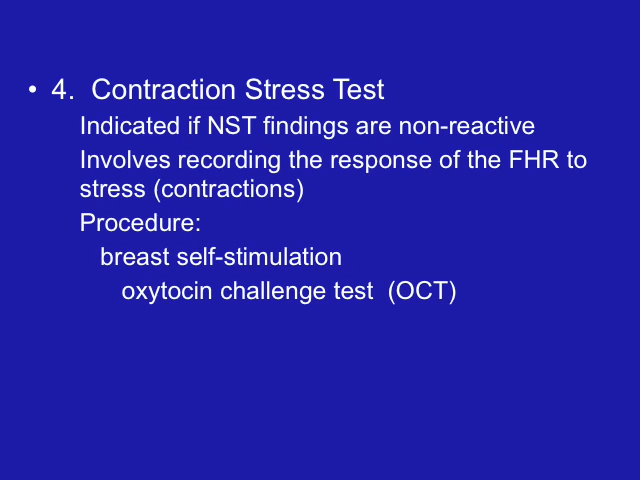 • 4.  Contraction Stress Test
Indicated if NST findings are non-reactive
Involves recording the response of the FHR to
stress (contractions)
Procedure:
breast self-stimulation
oxytocin challenge test  (OCT)